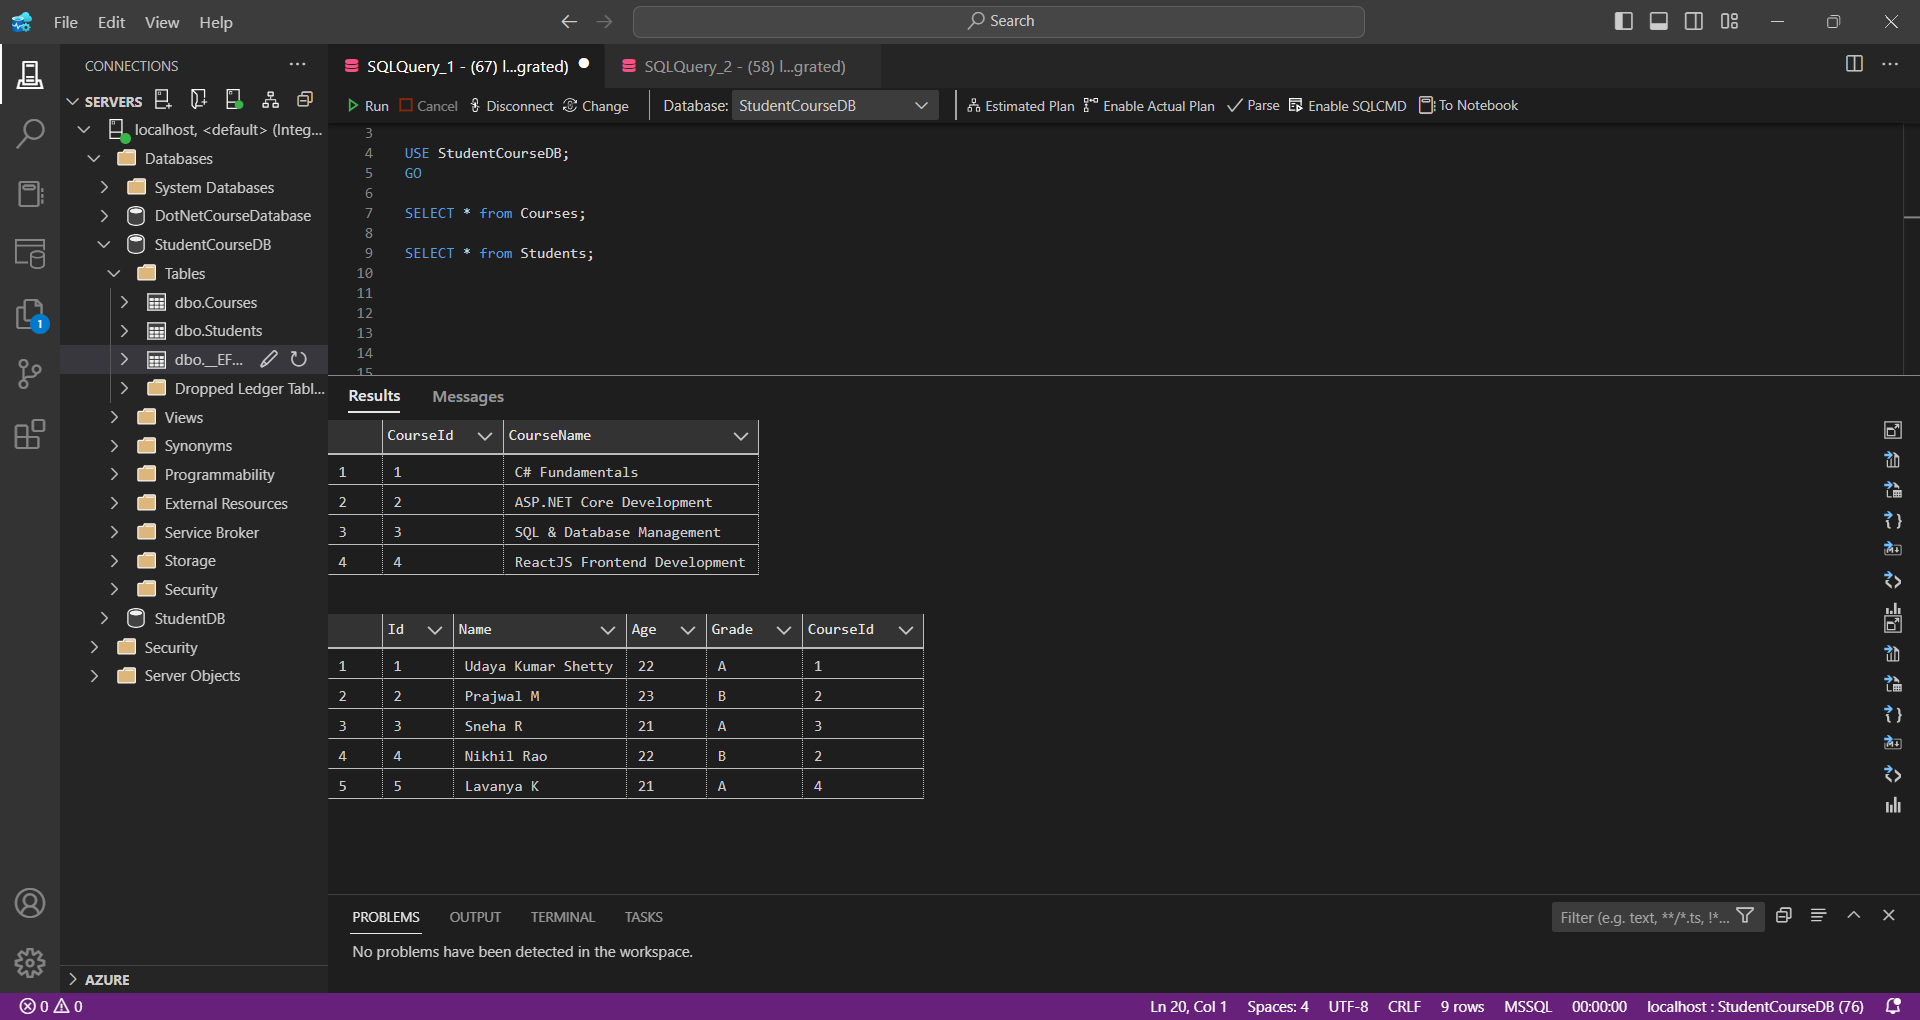 File Edit View Help Search
CONNECTIONS ...
SERVERS
localhost, <default> (Integ...
Databases
System Databases
DotNetCourseDatabase
StudentCourseDB
Tables
dbo.Courses
dbo.Students
dbo.__EF...
Dropped Ledger Tabl...
Views
Synonyms
Programmability
External Resources
Service Broker
Storage
Security
StudentDB
Security
Server Objects
1
AZURE
SQLQuery_1 - (67) l...grated) SQLQuery_2 - (58) l...grated)
Run Cancel Disconnect Change Database: StudentCourseDB Estimated Plan Enable Actual Plan Parse Enable SQLCMD To Notebook
3
4 USE StudentCourseDB;
5 GO
6
7 SELECT * from Courses;
8
9 SELECT * from Students;
10
11
12
13
14
15
Results Messages
CourseId CourseName
1 1 C# Fundamentals
2 2 ASP.NET Core Development
3 3 SQL & Database Management
4 4 ReactJS Frontend Development
Id Name Age Grade CourseId
1 1 Udaya Kumar Shetty 22 A 1
2 2 Prajwal M 23 B 2
3 3 Sneha R 21 A 3
4 4 Nikhil Rao 22 B 2
5 5 Lavanya K 21 A 4
PROBLEMS OUTPUT TERMINAL TASKS Filter (e.g. text, **/*.ts, !*...
No problems have been detected in the workspace.
0 0 Ln 20, Col 1 Spaces: 4 UTF-8 CRLF 9 rows MSSQL 00:00:00 localhost : StudentCourseDB (76)